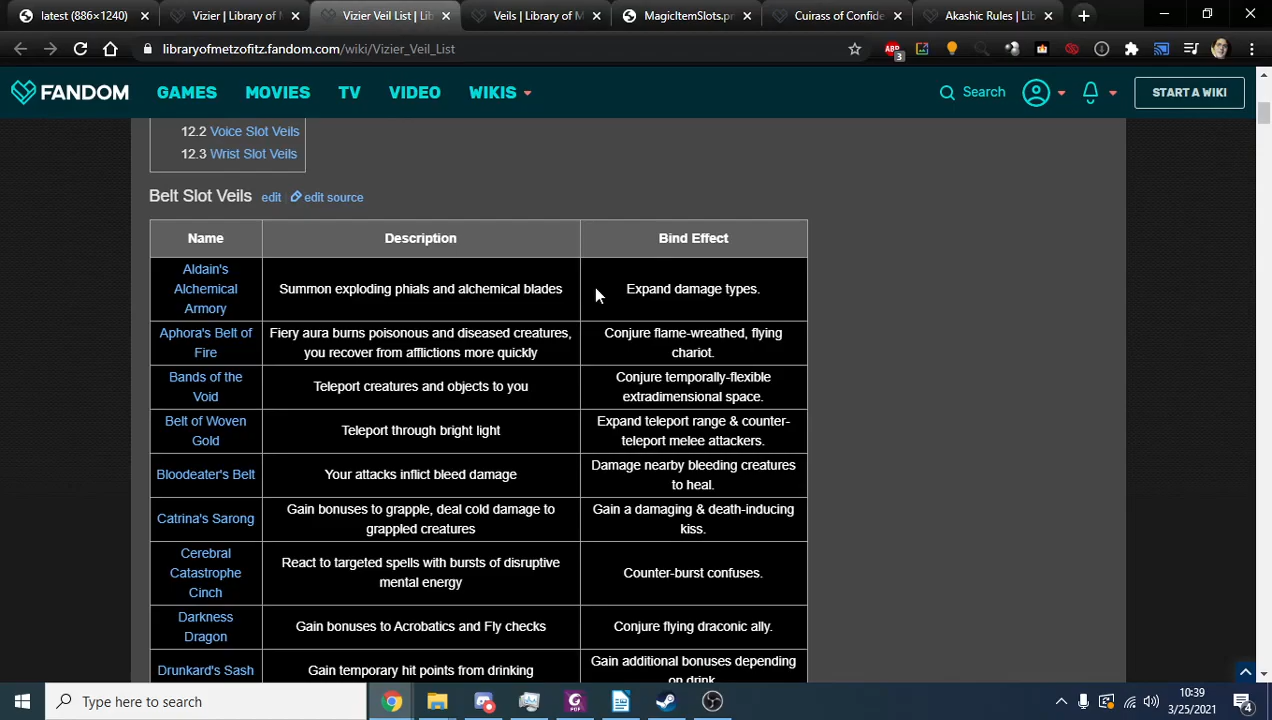 latest (886×1240)
Vizier | Library of M
Vizier Veil List | Lib
Veils | Library of M
MagicItemSlots.pr
Cuirass of Confide
Akashic Rules | Lib
libraryofmetzofitz.fandom.com/wiki/Vizier_Veil_List
ABP
3
FANDOM
GAMES
MOVIES
TV
VIDEO
WIKIS
Search
START A WIKI
12.2 Voice Slot Veils
12.3 Wrist Slot Veils
Belt Slot Veils edit edit source
Name
Description
Bind Effect
Aldain's
Alchemical
Armory
Summon exploding phials and alchemical blades
Expand damage types.
Aphora's Belt of
Fire
Fiery aura burns poisonous and diseased creatures,
you recover from afflictions more quickly
Conjure flame-wreathed, flying
chariot.
Bands of the
Void
Teleport creatures and objects to you
Conjure temporally-flexible
extradimensional space.
Belt of Woven
Gold
Teleport through bright light
Expand teleport range & counter-
teleport melee attackers.
Bloodeater's Belt
Your attacks inflict bleed damage
Damage nearby bleeding creatures
to heal.
Catrina's Sarong
Gain bonuses to grapple, deal cold damage to
grappled creatures
Gain a damaging & death-inducing
kiss.
Cerebral
Catastrophe
Cinch
React to targeted spells with bursts of disruptive
mental energy
Counter-burst confuses.
Darkness
Dragon
Gain bonuses to Acrobatics and Fly checks
Conjure flying draconic ally.
Drunkard's Sash
Gain temporary hit points from drinking
Gain additional bonuses depending
on drink.
Type here to search
PDF
10:39
3/25/2021
4